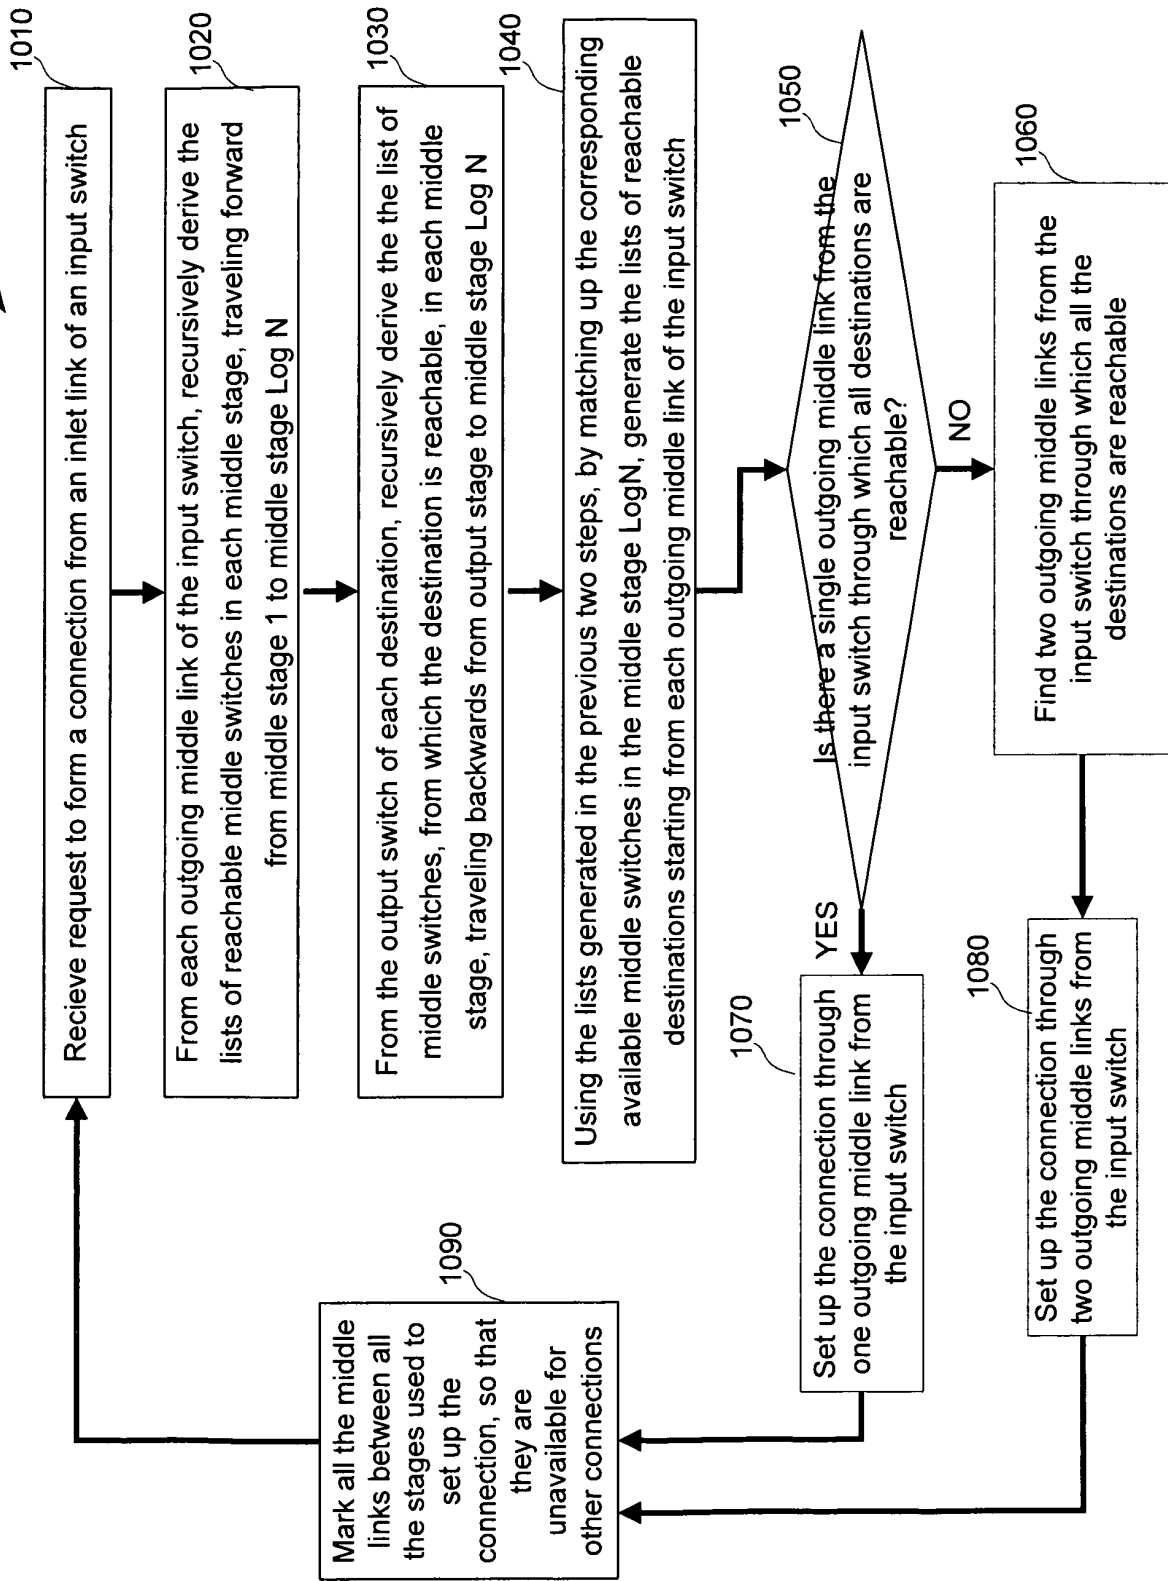 1010
Recieve request to form a connection from an inlet link of an input switch
1020
From each outgoing middle link of the input switch, recursively derive the
lists of reachable middle switches in each middle stage, traveling forward
from middle stage 1 to middle stage Log N
1030
From the output switch of each destination, recursively derive the the list of
middle switches, from which the destination is reachable, in each middle
stage, traveling backwards from output stage to middle stage Log N
1040
Using the lists generated in the previous two steps, by matching up the corresponding
available middle switches in the middle stage LogN, generate the lists of reachable
destinations starting from each outgoing middle link of the input switch
1050
Is there a single outgoing middle link from the
input switch through which all destinations are
reachable?
YES
NO
1060
Find two outgoing middle links from the
input switch through which all the
destinations are reachable
1070
Set up the connection through
one outgoing middle link from
the input switch
1080
Set up the connection through
two outgoing middle links from
the input switch
1090
Mark all the middle
links between all
the stages used to
set up the
connection, so that
they are
unavailable for
other connections